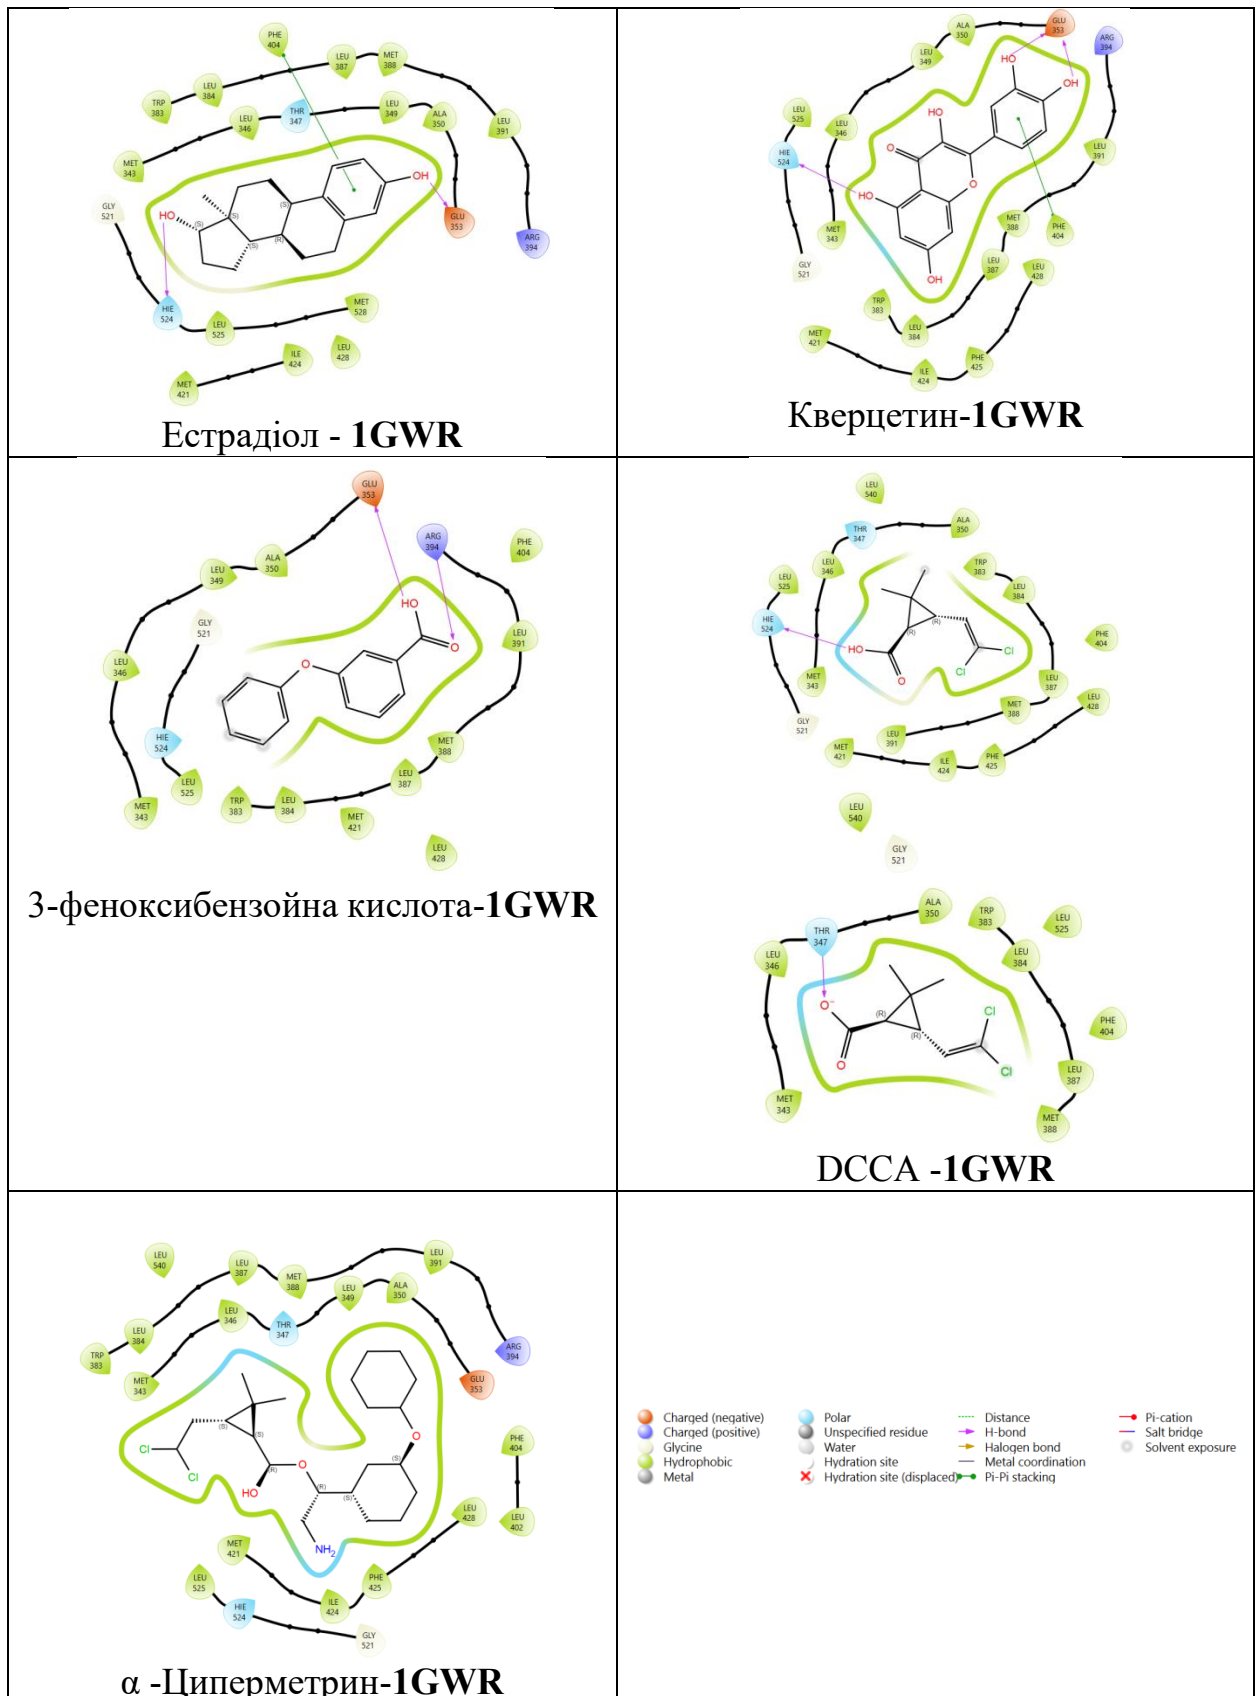 PHE
404
LEU
387
MET
388
LEU
384
TRP
383
THR
347
LEU
346
LEU
349
ALA
350
LEU
391
MET
343
GLY
521
HO
OH
(S)
(S)
(S)
(S)
(R)
GLU
353
ARG
394
HIE
524
LEU
525
MET
528
LEU
428
ILE
424
MET
421
Естрадіол - 1GWR
ALA
350
GLU
353
ARG
394
LEU
349
HO
OH
LEU
525
LEU
346
HO
HIE
524
O
LEU
391
HO
O
MET
343
MET
388
PHE
404
GLY
521
LEU
387
LEU
428
OH
TRP
383
LEU
384
MET
421
PHE
425
ILE
424
Кверцетин-1GWR
GLU
353
ARG
394
PHE
404
ALA
350
LEU
349
GLY
521
HO
LEU
391
O
O
LEU
346
HIE
524
MET
388
LEU
525
LEU
387
MET
343
TRP
383
LEU
384
MET
421
LEU
428
3-феноксибензойна кислота-1GWR
LEU
540
THR
347
ALA
350
LEU
346
TRP
383
LEU
525
LEU
384
HIE
524
(R)
(R)
PHE
404
HO
O
Cl
Cl
MET
343
LEU
387
GLY
521
MET
388
LEU
428
LEU
391
MET
421
ILE
424
PHE
425
LEU
540
GLY
521
ALA
350
TRP
383
LEU
525
THR
347
LEU
346
LEU
384
O⁻
(R)
(R)
Cl
PHE
404
O
Cl
LEU
387
MET
343
MET
388
DCCA -1GWR
LEU
540
LEU
387
MET
388
LEU
391
LEU
349
ALA
350
LEU
346
THR
347
LEU
384
TRP
383
ARG
394
MET
343
GLU
353
(S)
(S)
O
Cl
Cl
(R)
O
(S)
PHE
404
HO
(R)
(S)
LEU
428
LEU
402
NH₂
MET
421
LEU
525
PHE
425
HIE
524
ILE
424
GLY
521
α -Циперметрин-1GWR
Charged (negative)
Charged (positive)
Glycine
Hydrophobic
Metal
Polar
Unspecified residue
Water
Hydration site
Hydration site (displaced)
Distance
H-bond
Halogen bond
Metal coordination
Pi-Pi stacking
Pi-cation
Salt bridge
Solvent exposure